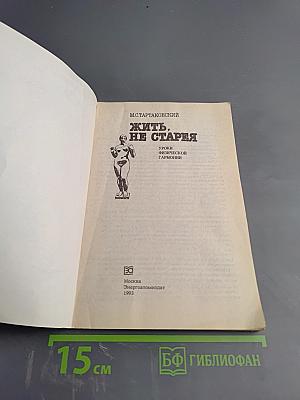 М.С.ТАРТАКОВСКИЙ
ЖИТЬ,
НЕ СТАРЕЯ
УРОКИ
ФИЗИЧЕСКОЙ
ГАРМОНИИ
Москва
Энергоатомиздат
1993
15 см
БФ ГИБЛИОФАН